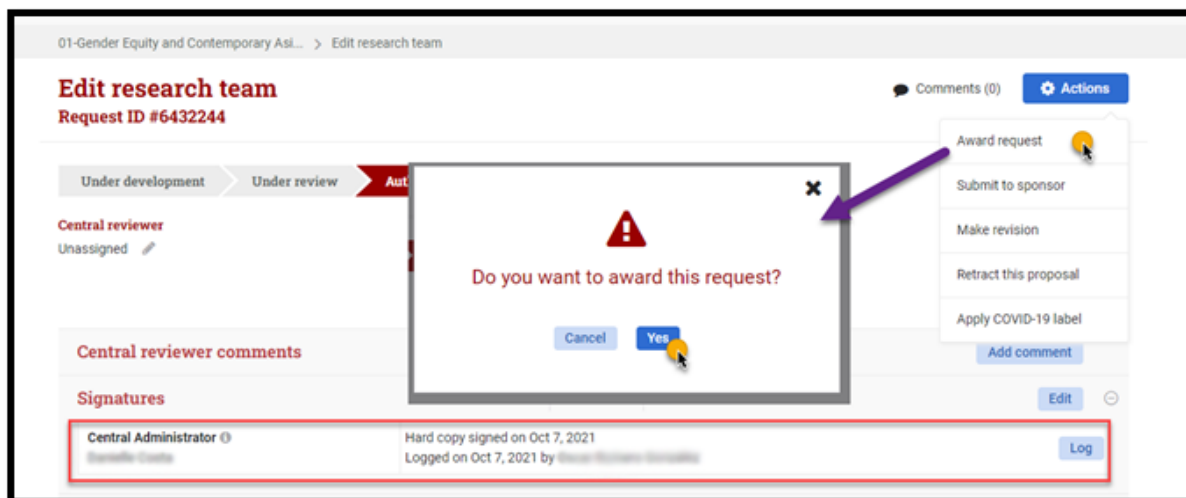 01-Gender Equity and Contemporary Asi... > Edit research team
Edit research team
Request ID #6432244
Comments (0)
Actions
Award request
Submit to sponsor
Make revision
Retract this proposal
Apply COVID-19 label
Under development
Under review
Central reviewer
Unassigned
Do you want to award this request?
Cancel
Yes
Central reviewer comments
Add comment
Signatures
Edit
Central Administrator
Hard copy signed on Oct 7, 2021
Logged on Oct 7, 2021 by
Log